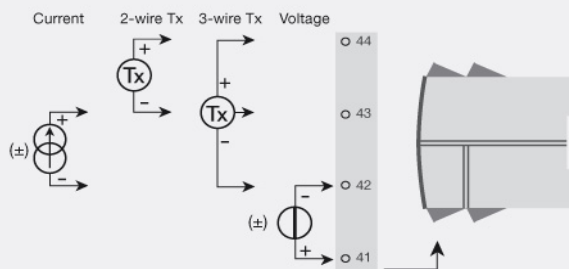 Current 2-wire Tx 3-wire Tx Voltage
+ 44
Tx +
+ − Tx 43
(±) −
− − 42
(±)
+ 41